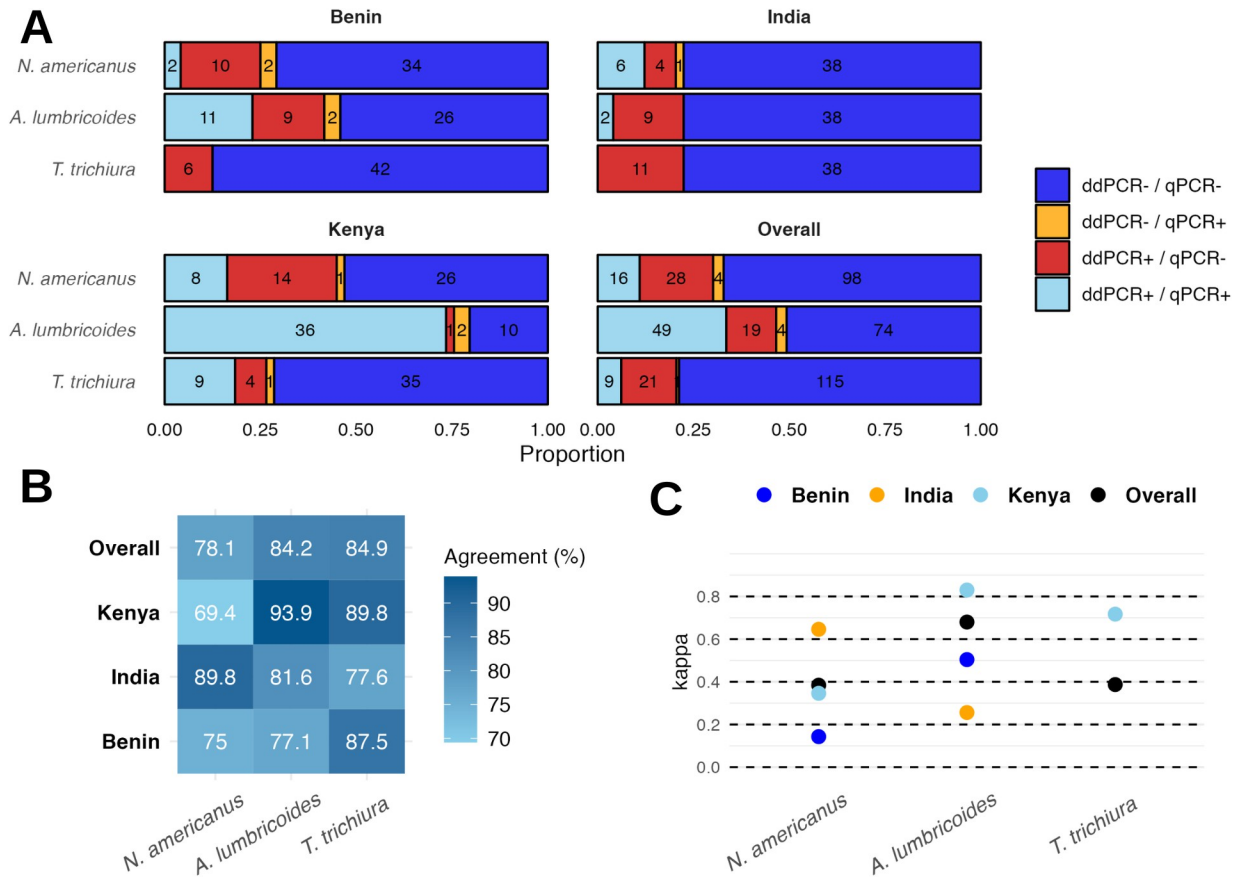 A
Benin
India
N. americanus
2 10 2 34
6 4 1 38
A. lumbricoides
11 9 2 26
2 9 38
T. trichiura
6 42
11 38
ddPCR- / qPCR-
ddPCR- / qPCR+
ddPCR+ / qPCR-
ddPCR+ / qPCR+
Kenya
Overall
N. americanus
8 14 1 26
16 28 4 98
A. lumbricoides
36 1 2 10
49 19 4 74
T. trichiura
9 4 1 35
9 21 1 115
0.00 0.25 0.50 0.75 1.00
0.00 0.25 0.50 0.75 1.00
Proportion
B
Overall 78.1 84.2 84.9
Kenya 69.4 93.9 89.8
India 89.8 81.6 77.6
Benin 75 77.1 87.5
N. americanus
A. lumbricoides
T. trichiura
Agreement (%)
90
85
80
75
70
C
Benin India Kenya Overall
kappa
0.8
0.6
0.4
0.2
0.0
N. americanus
A. lumbricoides
T. trichiura